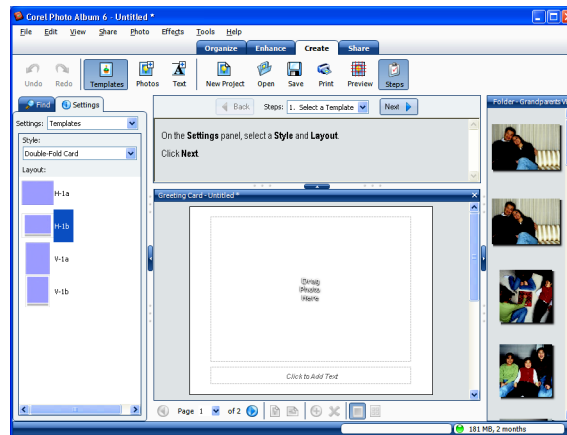 Corel Photo Album 6 - Untitled *
File Edit View Share Photo Effects Tools Help
Organize Enhance Create Share
Undo Redo Templates Photos Text New Project Open Save Print Preview Steps
Find Settings
Back Steps: 1. Select a Template Next
Folder - Grandparents Vi
Settings: Templates
Style:
Double-Fold Card
Layout:
H-1a
H-1b
V-1a
V-1b
On the Settings panel, select a Style and Layout.
Click Next.
Greeting Card - Untitled *
Drag
Photo
Here
Click to Add Text
Page 1 of 2
181 MB, 2 months